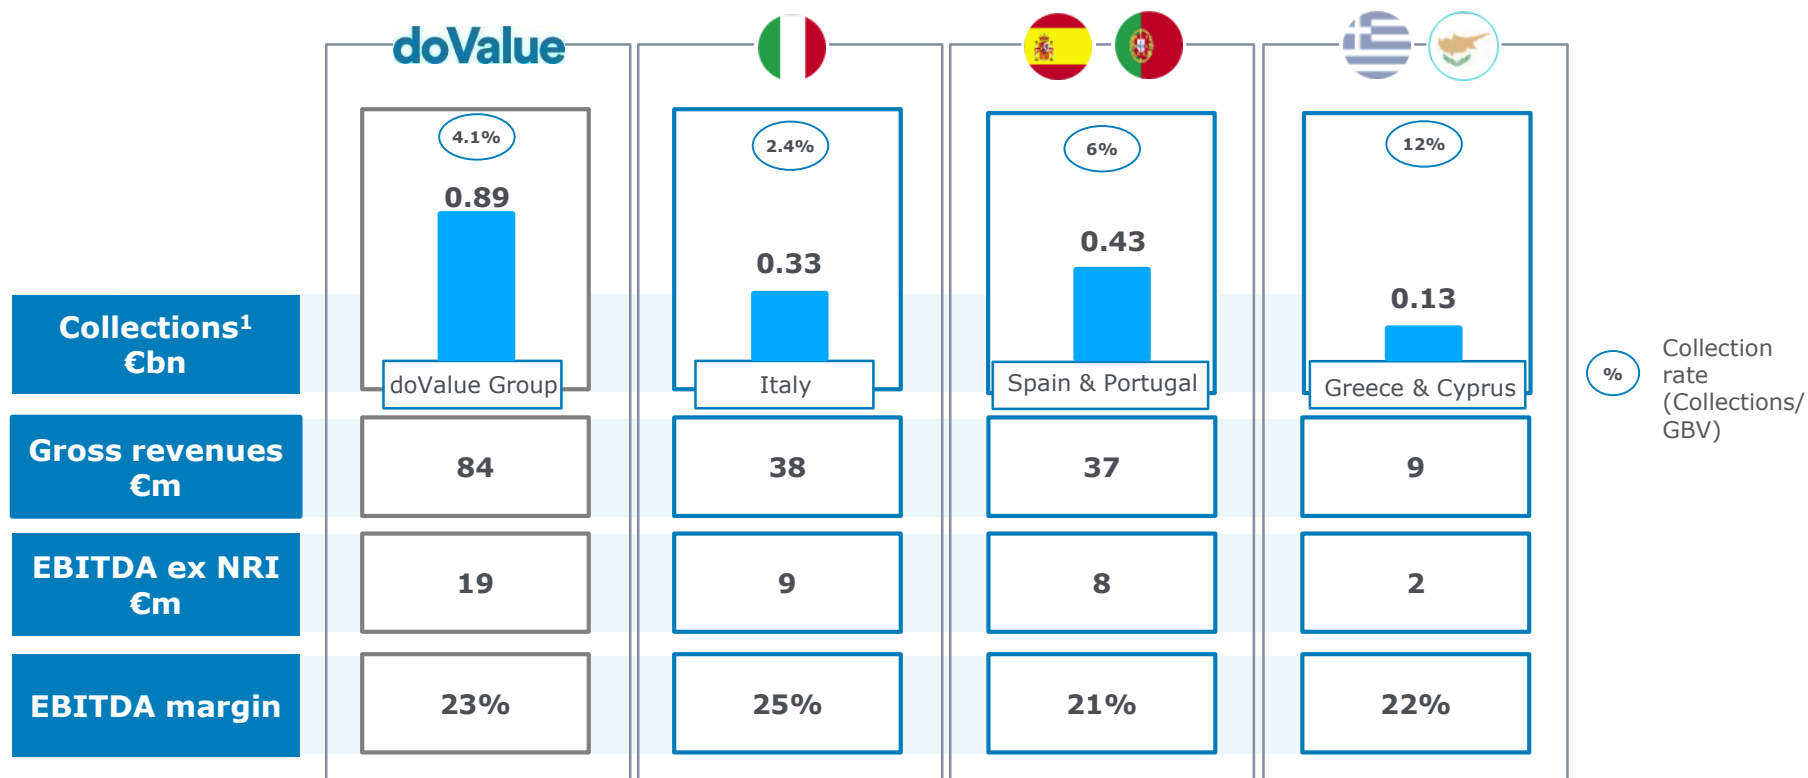 doValue
4.1%
2.4%
6%
12%
0.89
0.33
0.43
0.13
Collections¹
€bn
doValue Group
Italy
Spain & Portugal
Greece & Cyprus
%
Collection
rate
(Collections/
GBV)
Gross revenues
€m
84
38
37
9
EBITDA ex NRI
€m
19
9
8
2
EBITDA margin
23%
25%
21%
22%